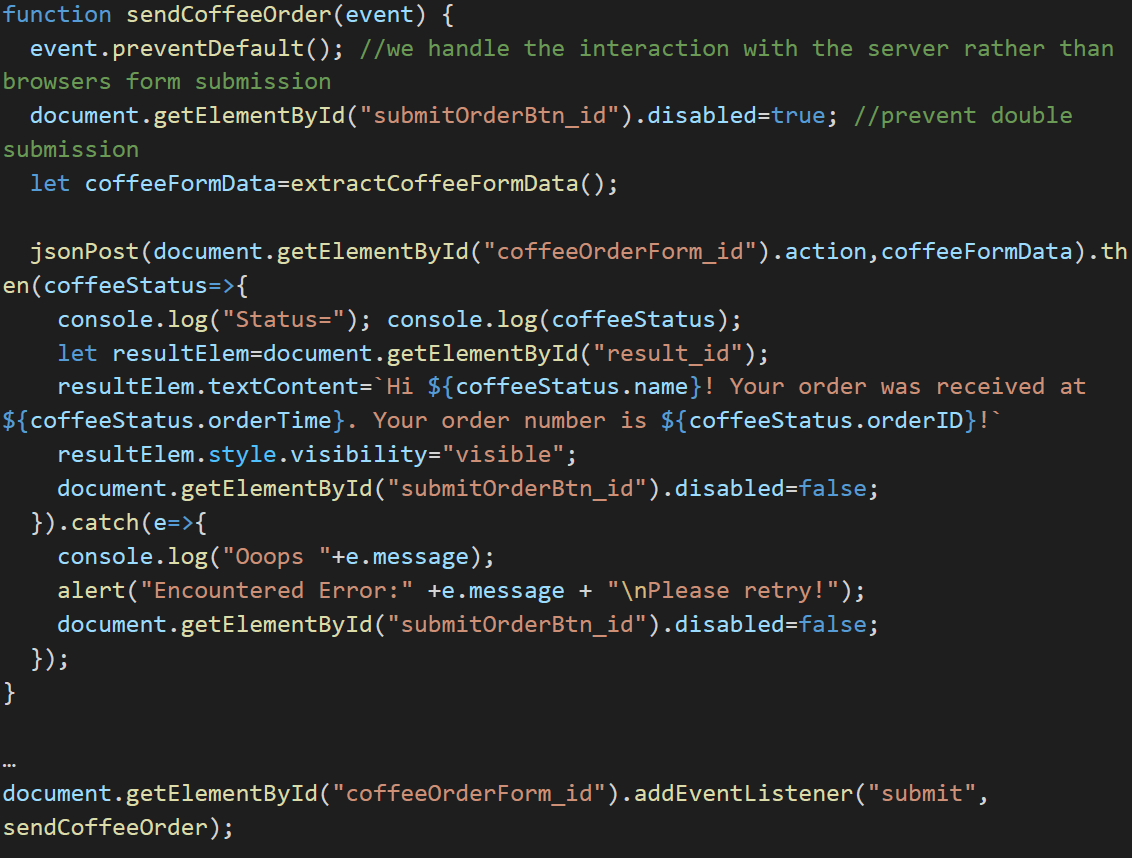 function sendCoffeeOrder(event) {
  event.preventDefault(); //we handle the interaction with the server rather than
browsers form submission
  document.getElementById("submitOrderBtn_id").disabled=true; //prevent double
submission
  let coffeeFormData=extractCoffeeFormData();

  jsonPost(document.getElementById("coffeeOrderForm_id").action,coffeeFormData).th
en(coffeeStatus=>{
    console.log("Status="); console.log(coffeeStatus);
    let resultElem=document.getElementById("result_id");
    resultElem.textContent=`Hi ${coffeeStatus.name}! Your order was received at
${coffeeStatus.orderTime}. Your order number is ${coffeeStatus.orderID}!`
    resultElem.style.visibility="visible";
    document.getElementById("submitOrderBtn_id").disabled=false;
  }).catch(e=>{
    console.log("Ooops "+e.message);
    alert("Encountered Error:" +e.message + "\nPlease retry!");
    document.getElementById("submitOrderBtn_id").disabled=false;
  });
}

…
document.getElementById("coffeeOrderForm_id").addEventListener("submit",
sendCoffeeOrder);